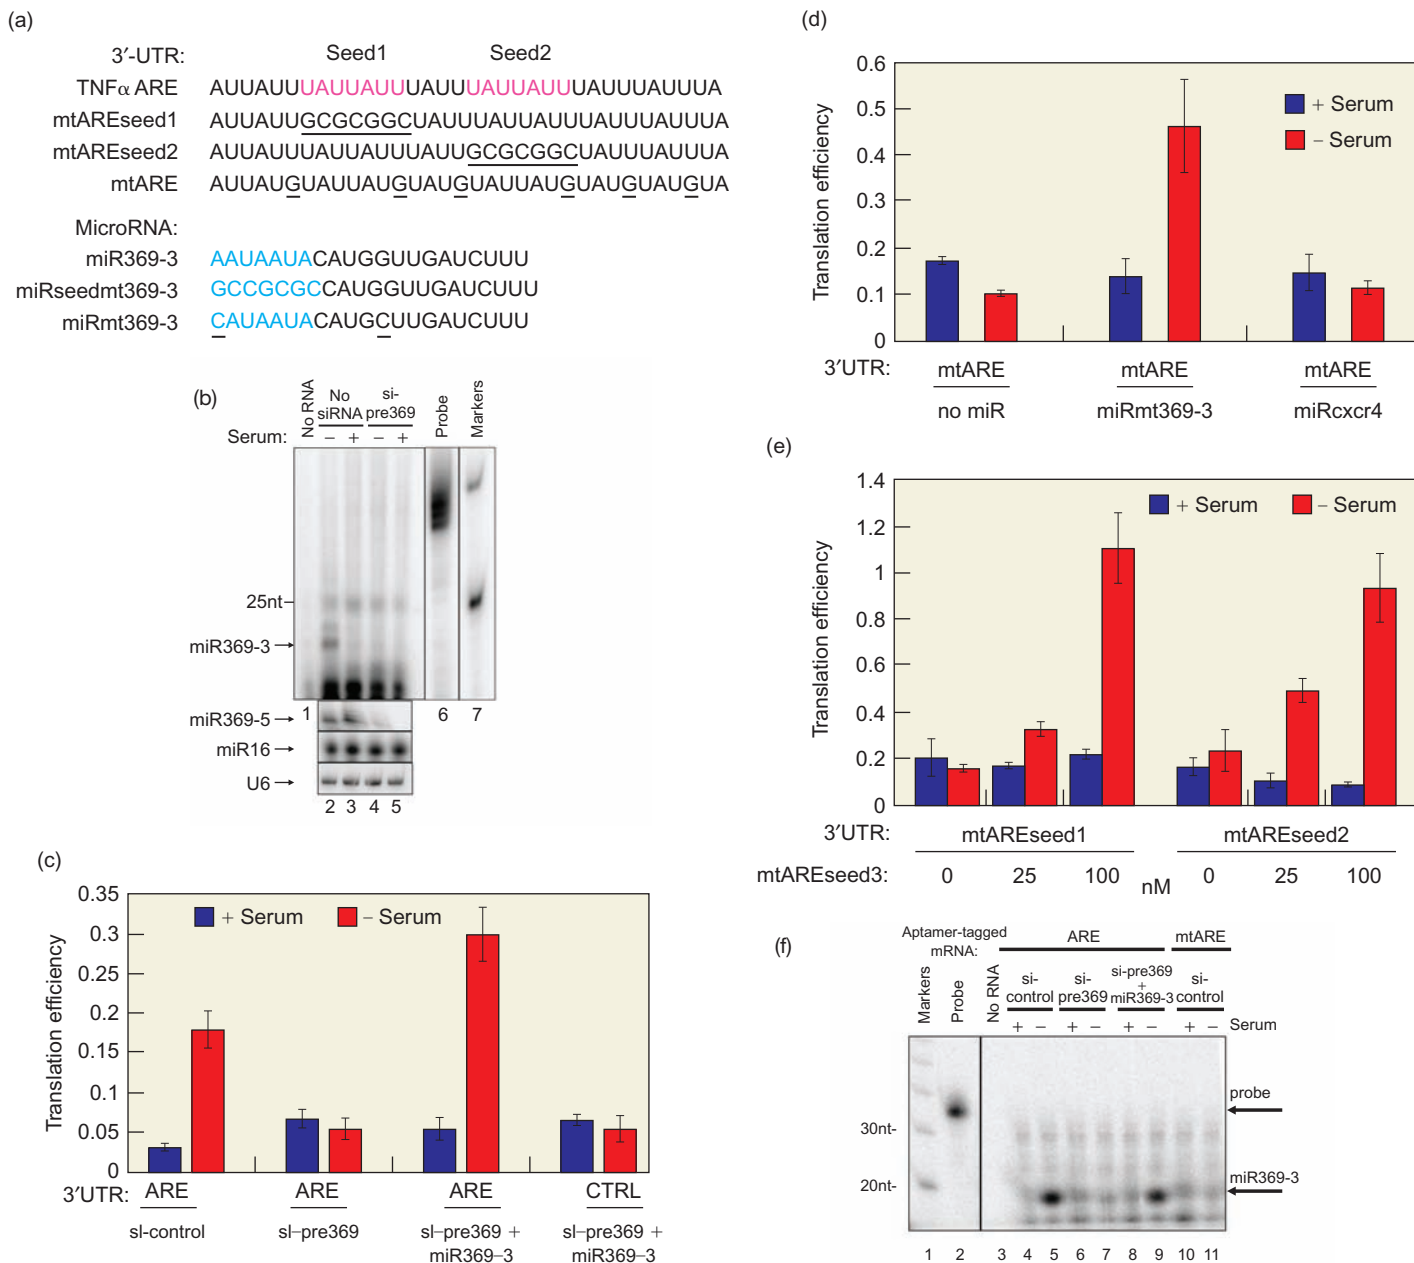 (a)
3′-UTR: Seed1 Seed2
TNFα ARE AUUAUUUAUUAUUUAUUUAUUAUUUAUUUAUUUA
mtAREseed1 AUUAUUGCGCGGCUAUUUAUUAUUUAUUUAUUUA
mtAREseed2 AUUAUUUAUUAUUUAUUGCGCGGCUAUUUAUUUA
mtARE AUUAUGUAUUAUGUAUGUAUUAUGUAUGUAUGUA
MicroRNA:
miR369-3 AAUAAUACAUGGUUGAUCUUU
miRseedmt369-3 GCCGCGCCAUGGUUGAUCUUU
miRmt369-3 CAUAAUACAUGCUUGAUCUUU
(b)
No RNA
No siRNA
si-pre369
Probe
Markers
Serum: − + − +
25nt
miR369-3
miR369-5
miR16
U6
1 6 7
2 3 4 5
(c)
Translation efficiency
0.35
0.3
0.25
0.2
0.15
0.1
0.05
0
+ Serum − Serum
3′UTR: ARE ARE ARE CTRL
sl-control sl–pre369 sl–pre369 + miR369–3 sl–pre369 + miR369–3
(d)
Translation efficiency
0.6
0.5
0.4
0.3
0.2
0.1
0
+ Serum
− Serum
3′UTR: mtARE mtARE mtARE
no miR miRmt369-3 miRcxcr4
(e)
Translation efficiency
1.4
1.2
1
0.8
0.6
0.4
0.2
0
+ Serum − Serum
3′UTR: mtAREseed1 mtAREseed2
mtAREseed3: 0 25 100 nM 0 25 100
(f)
Aptamer-tagged mRNA: ARE mtARE
Markers
Probe
No RNA
si-control
si-pre369
si-pre369 + miR369-3
si-control
+ − + − + − + − Serum
30nt-
20nt-
probe
miR369-3
1 2 3 4 5 6 7 8 9 10 11